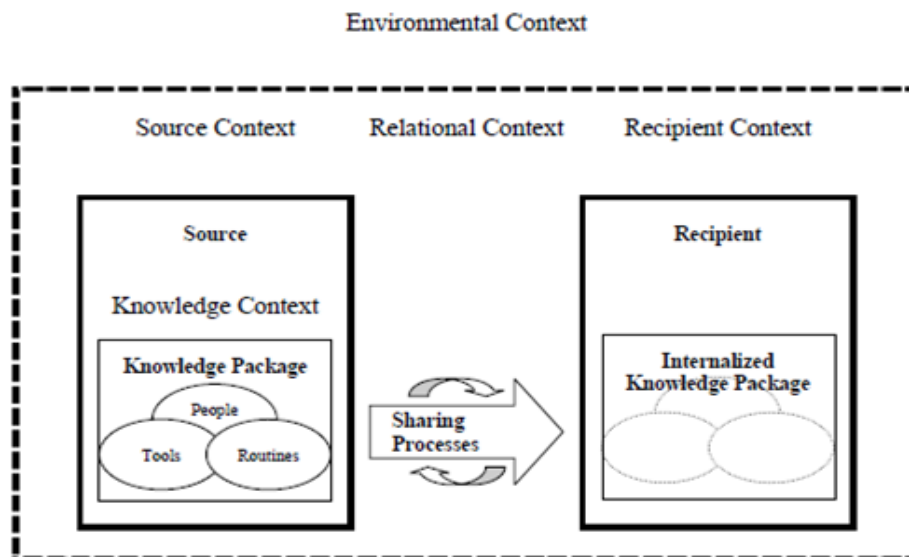 Environmental Context
Source Context
Relational Context
Recipient Context
Source
Knowledge Context
Knowledge Package
People
Tools
Routines
Sharing
Processes
Recipient
Internalized
Knowledge Package